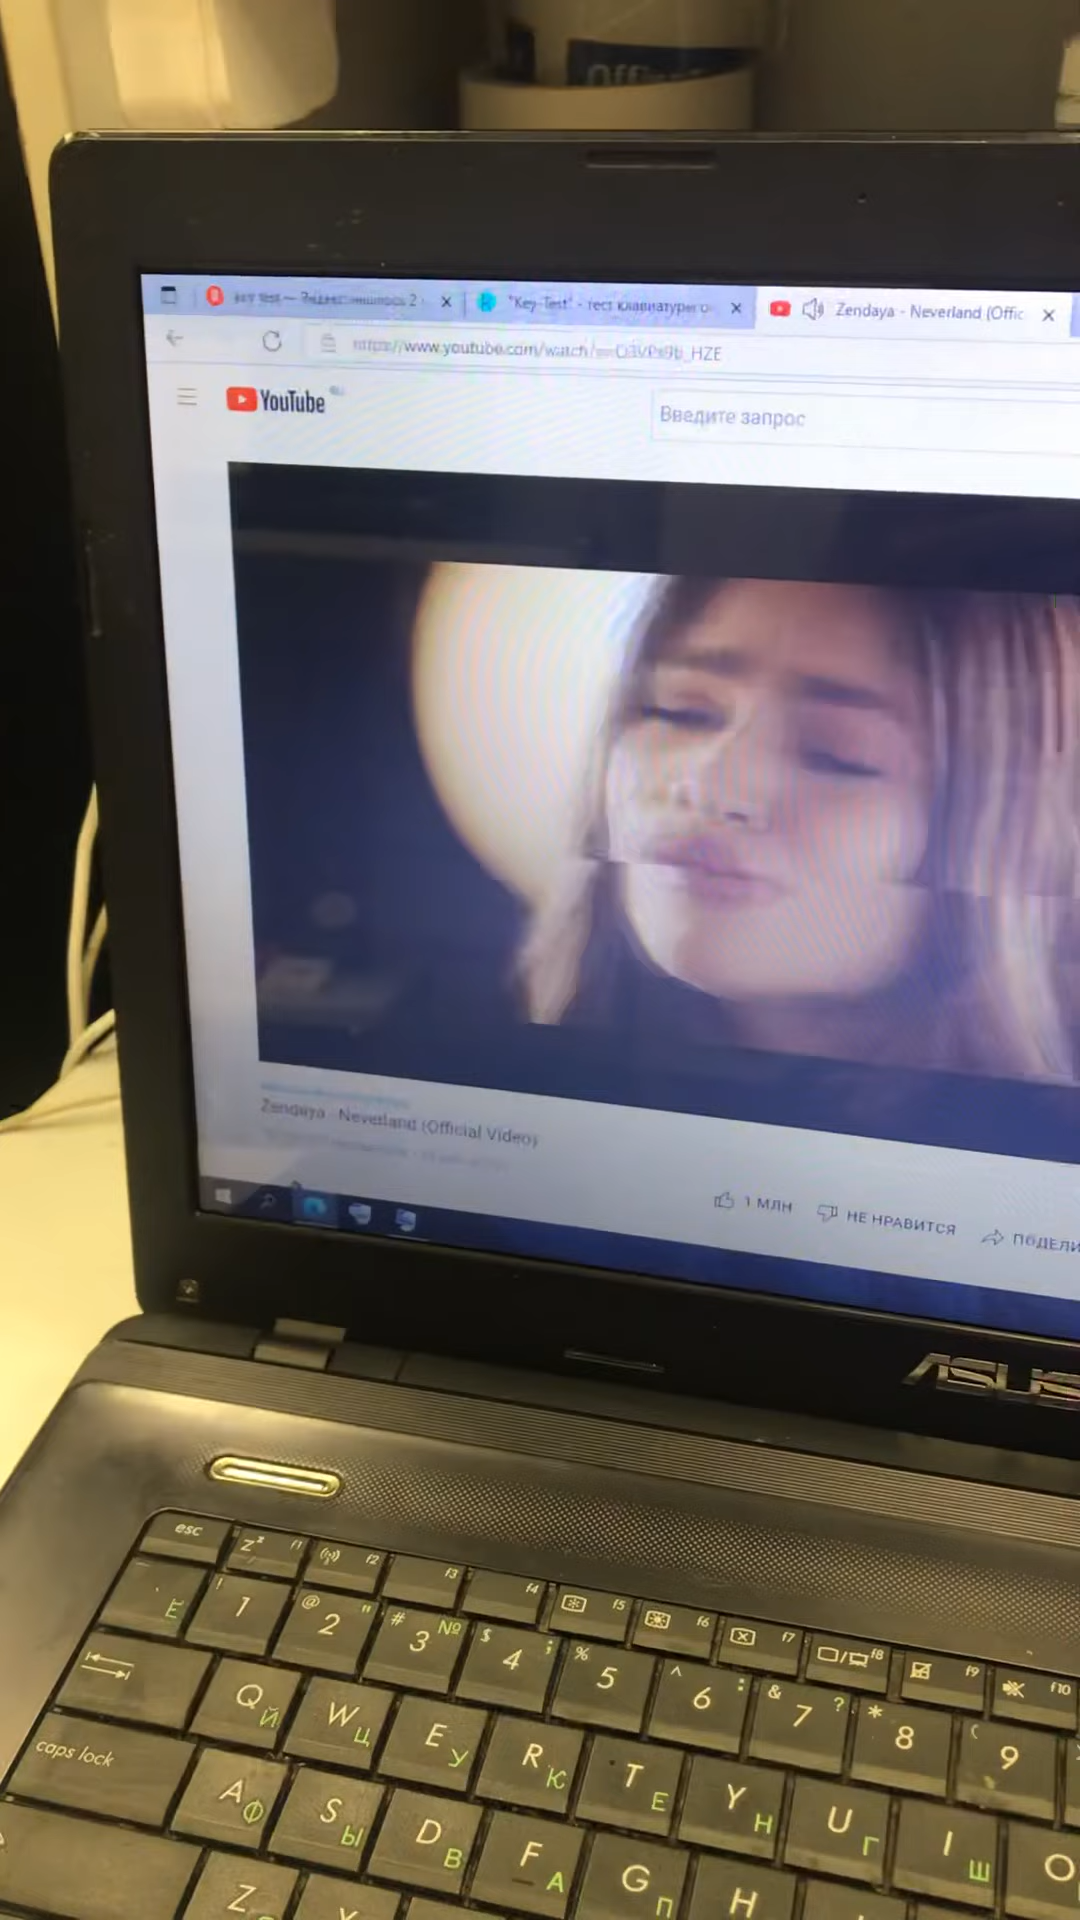 Office
"Key-Test" - тест клавиатуры о
Zendaya - Neverland (Offic
https://www.youtube.com/watch
YouTube RU
Введите запрос
Zendaya - Neverland (Official Video)
1 МЛН НЕ НРАВИТСЯ ПОДЕЛИ
ASUS
esc f1 f2 f3 f4 f5 f6 f7 f8 f9 f10
Ё ! 1 @ " 2 # № 3 $ ; 4 % 5 ^ : 6 & ? 7 * 8 ( 9
Q Й W Ц E У R К T Е Y Н U Г I Ш O
caps lock A Ф S Ы D В F А G П H
Z